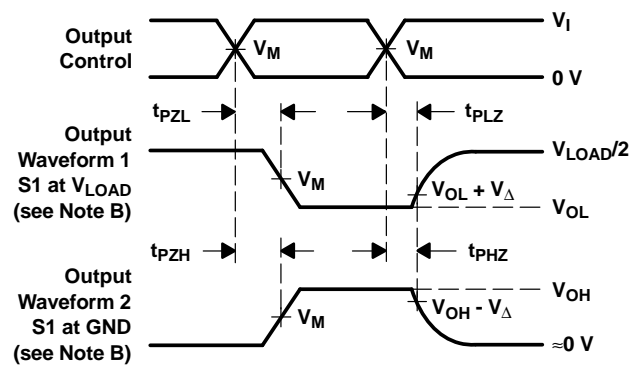 Output
Control
V_M
V_M
V_I
0 V
t_PZL
t_PLZ
Output
Waveform 1
S1 at V_LOAD
(see Note B)
V_M
V_LOAD/2
V_OL + V_Δ
V_OL
t_PZH
t_PHZ
Output
Waveform 2
S1 at GND
(see Note B)
V_M
V_OH
V_OH - V_Δ
≈0 V